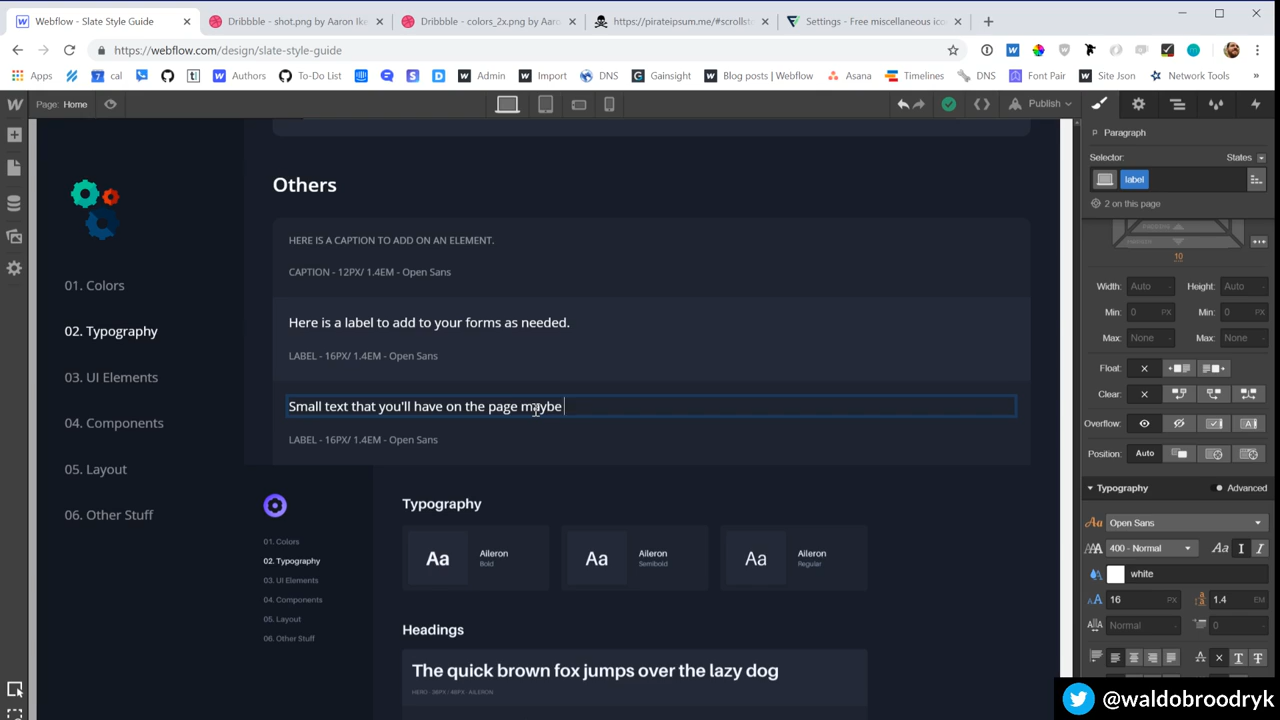 Webflow - Slate Style Guide
Dribbble - shot.png by Aaron Ike
Dribbble - colors_2x.png by Aaro
https://pirateipsum.me/#scrollst
Settings - Free miscellaneous ico
https://webflow.com/design/slate-style-guide
Apps
cal
Authors
To-Do List
Admin
Import
DNS
Gainsight
Blog posts | Webflow
Asana
Timelines
DNS
Font Pair
Site Json
Network Tools
Page: Home
Publish
Paragraph
Selector:
States
label
2 on this page
10
Width: Auto
Height: Auto
Min: 0 PX
Min: 0 PX
Max: None
Max: None
Float:
Clear:
Overflow:
Position: Auto
Typography
Advanced
Open Sans
400 - Normal
white
16 PX
1.4 EM
Normal
0
01. Colors
02. Typography
03. UI Elements
04. Components
05. Layout
06. Other Stuff
Others
HERE IS A CAPTION TO ADD ON AN ELEMENT.
CAPTION - 12PX/ 1.4EM - Open Sans
Here is a label to add to your forms as needed.
LABEL - 16PX/ 1.4EM - Open Sans
Small text that you'll have on the page maybe
LABEL - 16PX/ 1.4EM - Open Sans
01. Colors
02. Typography
03. UI Elements
04. Components
05. Layout
06. Other Stuff
Typography
Aa Aileron
Bold
Aa Aileron
Semibold
Aa Aileron
Regular
Headings
The quick brown fox jumps over the lazy dog
HERO - 38PX / 48PX - AILERON
@waldobroodryk